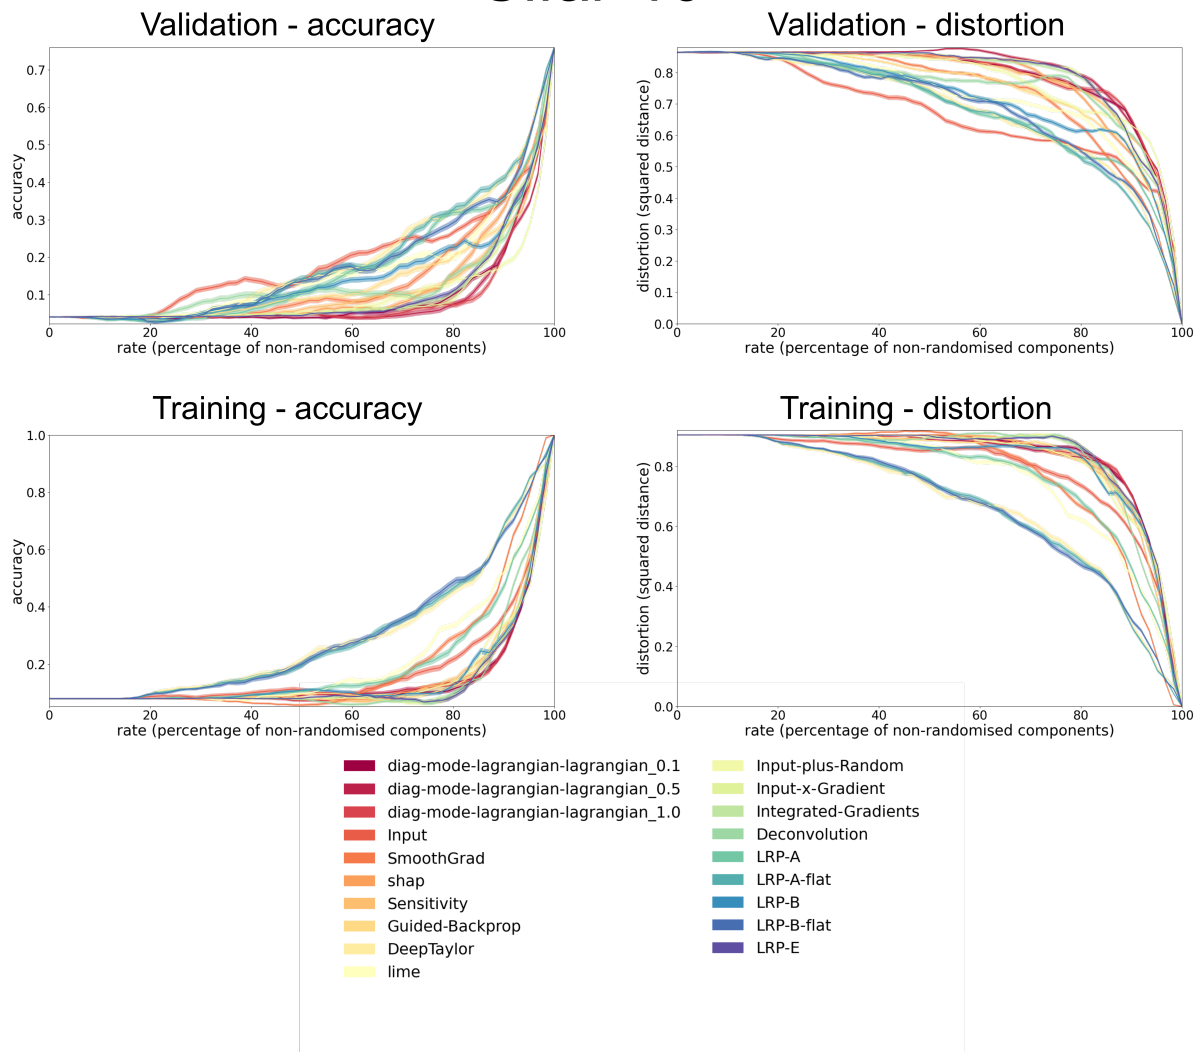 Validation - accuracy
Validation - distortion
0.7
0.6
0.5
0.4
0.3
0.2
0.1
accuracy
0
20
40
60
80
100
rate (percentage of non-randomised components)
0.8
0.7
0.6
0.5
0.4
0.3
0.2
0.1
0.0
distortion (squared distance)
0
20
40
60
80
100
rate (percentage of non-randomised components)
Training - accuracy
Training - distortion
1.0
0.8
0.6
0.4
0.2
accuracy
0
20
40
60
80
100
rate (percentage of non-randomised components)
0.8
0.6
0.4
0.2
0.0
distortion (squared distance)
0
20
40
60
80
100
rate (percentage of non-randomised components)
diag-mode-lagrangian-lagrangian_0.1
diag-mode-lagrangian-lagrangian_0.5
diag-mode-lagrangian-lagrangian_1.0
Input
SmoothGrad
shap
Sensitivity
Guided-Backprop
DeepTaylor
lime
Input-plus-Random
Input-x-Gradient
Integrated-Gradients
Deconvolution
LRP-A
LRP-A-flat
LRP-B
LRP-B-flat
LRP-E